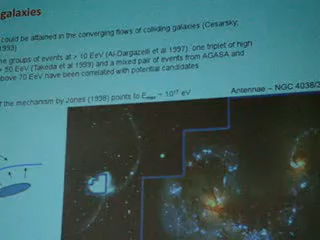 galaxies
could be attained in the converging flows of colliding galaxies (Cesarsky,
groups of events at > 10 EeV (Al-Dargazelli et al 1997), one triplet of high
> 50 EeV (Takeda et al 1999) and a mixed pair of events from AGASA and
above 70 EeV have been correlated with potential candidates
of the mechanism by Jones (1998) points to
eV
Antennae – NGC 4038/3